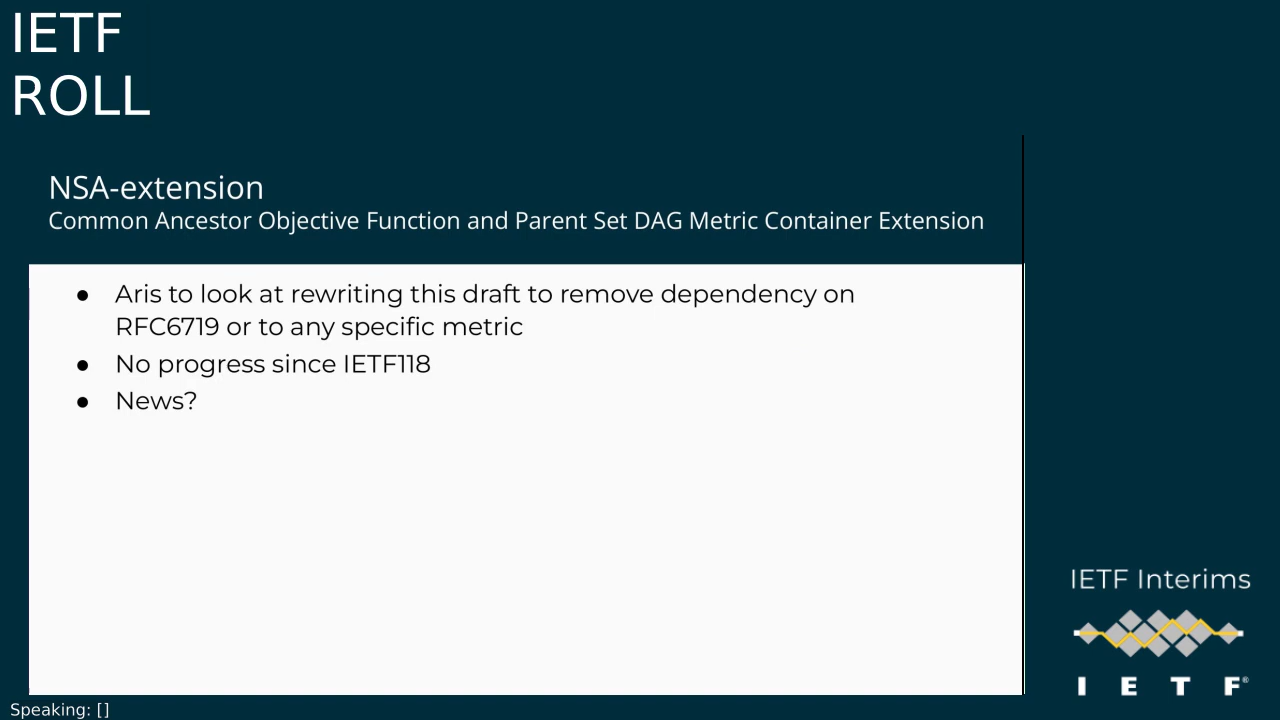 IETF
ROLL
NSA-extension
Common Ancestor Objective Function and Parent Set DAG Metric Container Extension
● Aris to look at rewriting this draft to remove dependency on
RFC6719 or to any specific metric
● No progress since IETF118
● News?
IETF Interims
I E T F®
Speaking: []